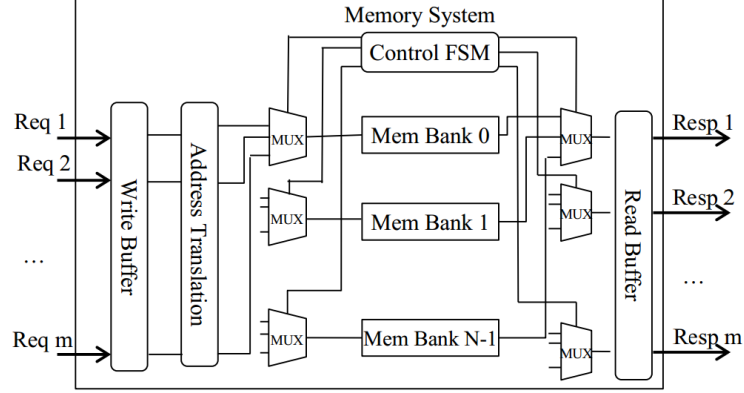 Memory System
Control FSM
Req 1
Req 2
...
Req m
Write Buffer
Address Translation
MUX
MUX
MUX
Mem Bank 0
Mem Bank 1
Mem Bank N-1
MUX
MUX
MUX
Read Buffer
Resp 1
Resp 2
...
Resp m